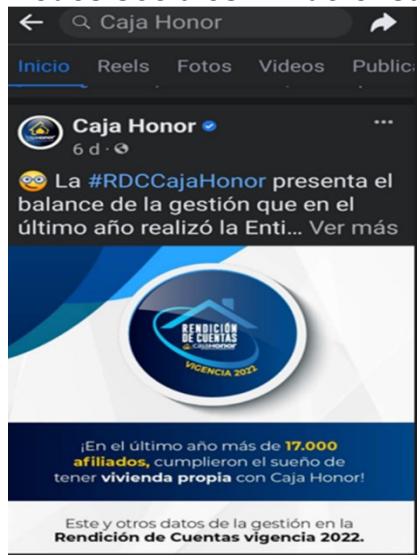 Caja Honor
Inicio Reels Fotos Videos Public
Caja Honor
6 d
La #RDCCajaHonor presenta el
balance de la gestión que en el
último año realizó la Enti... Ver más
RENDICIÓN
DE CUENTAS
CAJAHONOR
VIGENCIA 2022
¡En el último año más de 17.000
afiliados, cumplieron el sueño de
tener vivienda propia con Caja Honor!
Este y otros datos de la gestión en la
Rendición de Cuentas vigencia 2022.